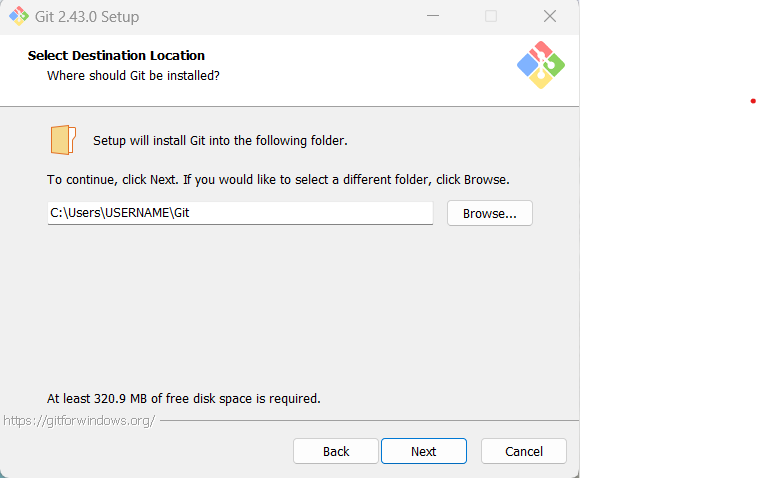 Git 2.43.0 Setup
Select Destination Location
Where should Git be installed?
Setup will install Git into the following folder.
To continue, click Next. If you would like to select a different folder, click Browse.
C:\Users\USERNAME\Git
Browse...
At least 320.9 MB of free disk space is required.
https://gitforwindows.org/
Back
Next
Cancel